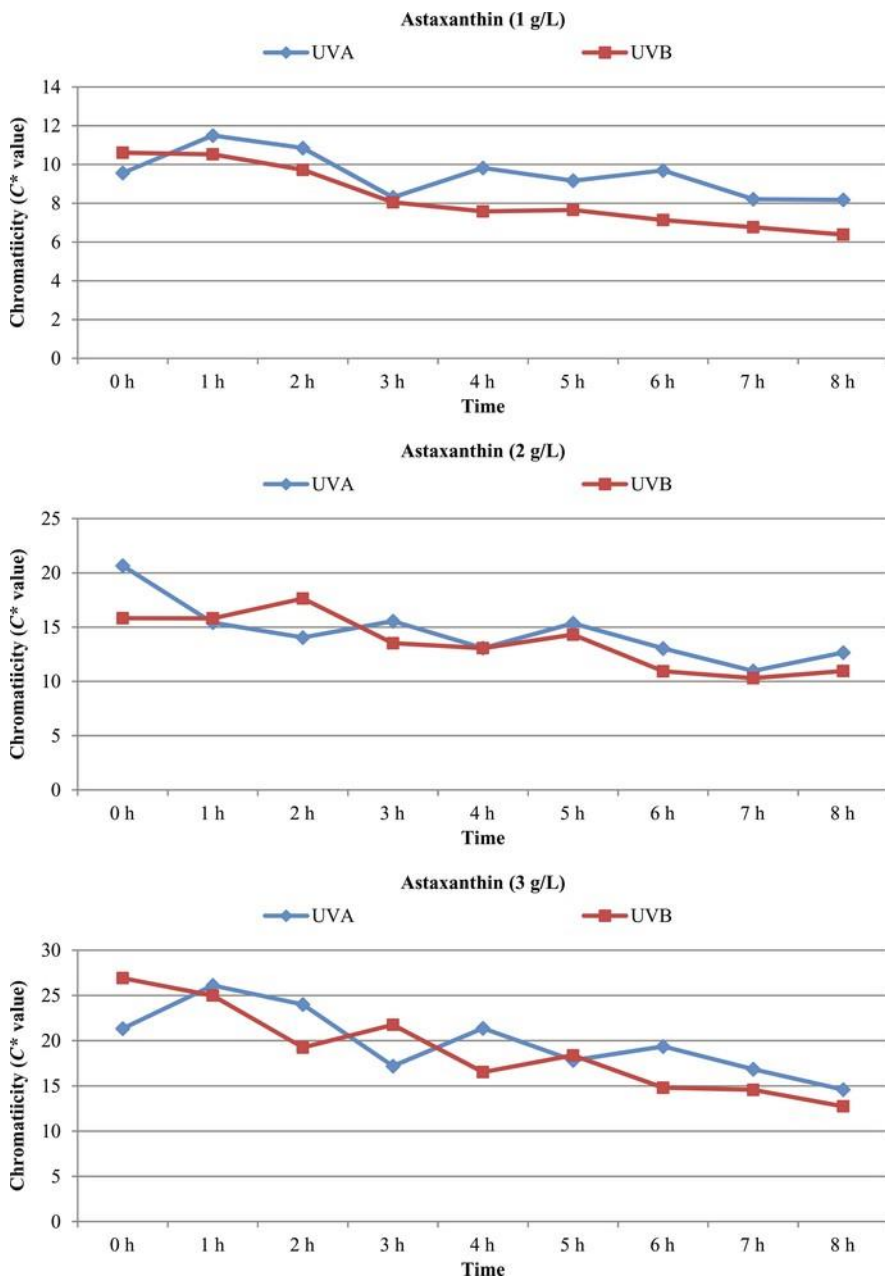 Astaxanthin (1 g/L)
UVA UVB
Chromatiicity (C* value)
14
12
10
8
6
4
2
0
0 h 1 h 2 h 3 h 4 h 5 h 6 h 7 h 8 h
Time
Astaxanthin (2 g/L)
UVA UVB
Chromatiicity (C* value)
25
20
15
10
5
0
0 h 1 h 2 h 3 h 4 h 5 h 6 h 7 h 8 h
Time
Astaxanthin (3 g/L)
UVA UVB
Chromatiicity (C* value)
30
25
20
15
10
5
0
0 h 1 h 2 h 3 h 4 h 5 h 6 h 7 h 8 h
Time